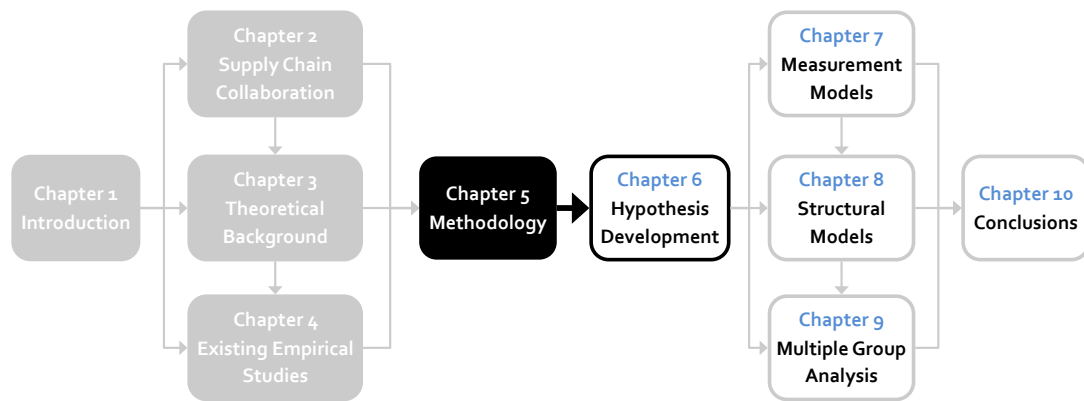 Chapter 1
Introduction
Chapter 2
Supply Chain
Collaboration
Chapter 3
Theoretical
Background
Chapter 4
Existing Empirical
Studies
Chapter 5
Methodology
Chapter 6
Hypothesis
Development
Chapter 7
Measurement
Models
Chapter 8
Structural
Models
Chapter 9
Multiple Group
Analysis
Chapter 10
Conclusions